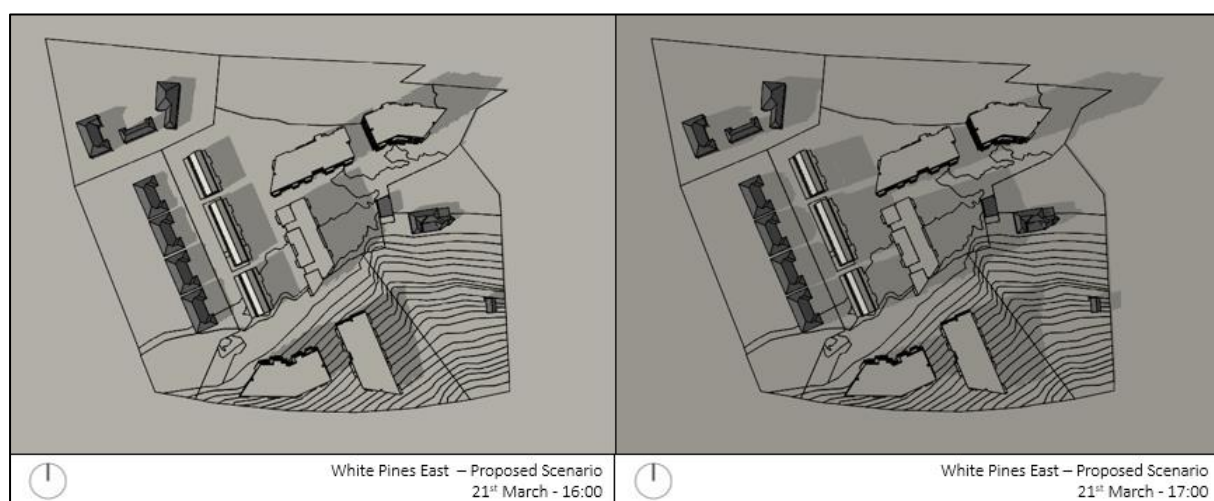 White Pines East – Proposed Scenario
21st March - 16:00
White Pines East – Proposed Scenario
21st March - 17:00